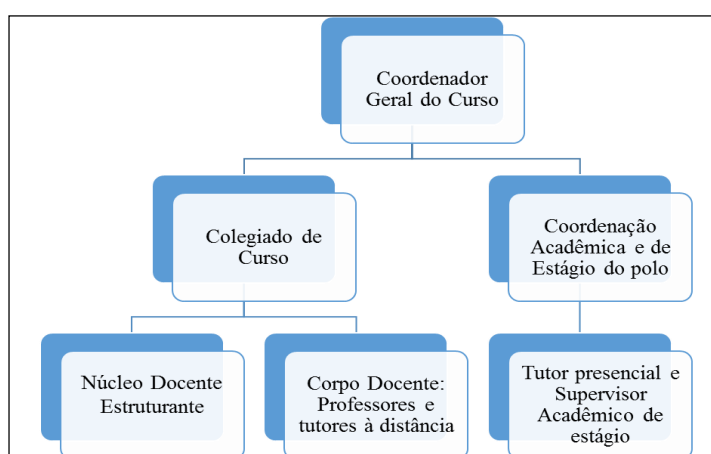 Coordenador
Geral do Curso
Colegiado de
Curso
Coordenação
Acadêmica e de
Estágio do polo
Núcleo Docente
Estruturante
Corpo Docente:
Professores e
tutores à distância
Tutor presencial e
Supervisor
Acadêmico de
estágio